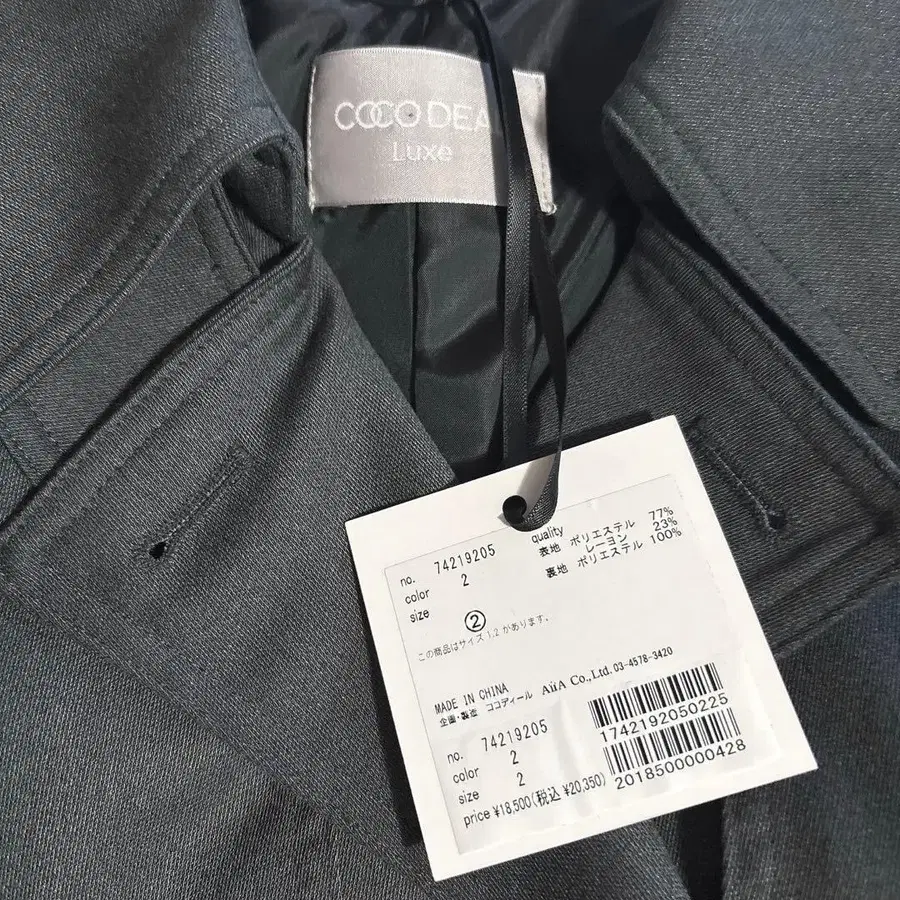 COCO DEA
Luxe
no. 74219205
color 2
size ②
quality
表地 ポリエステル 77%
レーヨン 23%
裏地 ポリエステル 100%
この商品はサイズ1,2 があります。
MADE IN CHINA
企画・製造 ココディール AiiA Co.,Ltd. 03-4578-3420
no. 74219205
color 2
size 2
price ¥18,500(税込 ¥20,350)
1742192050225
2018500000428